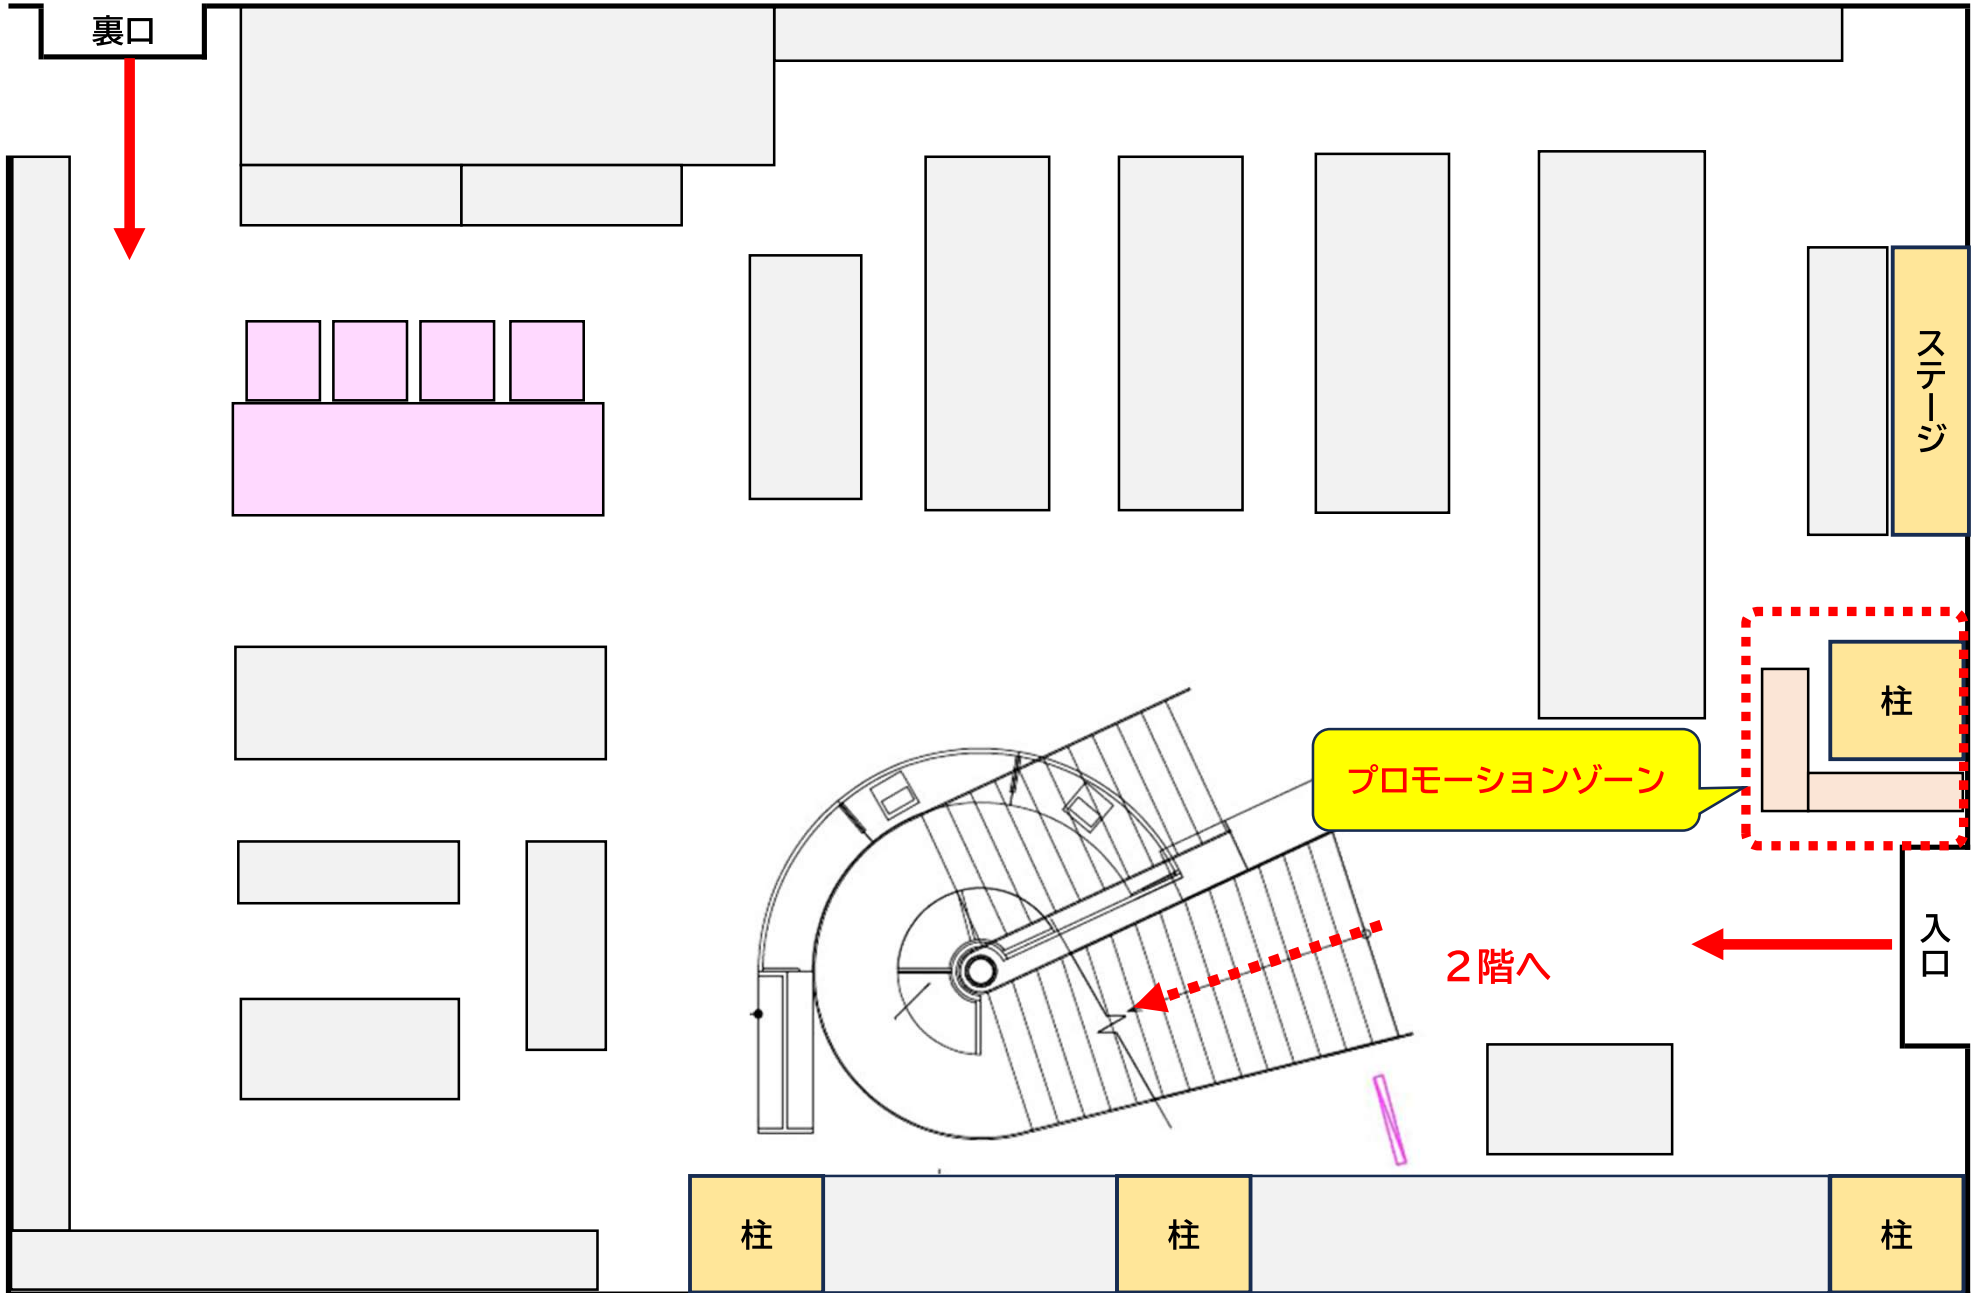 裏口
ステージ
柱
プロモーションゾーン
入口
２階へ
柱
柱
柱